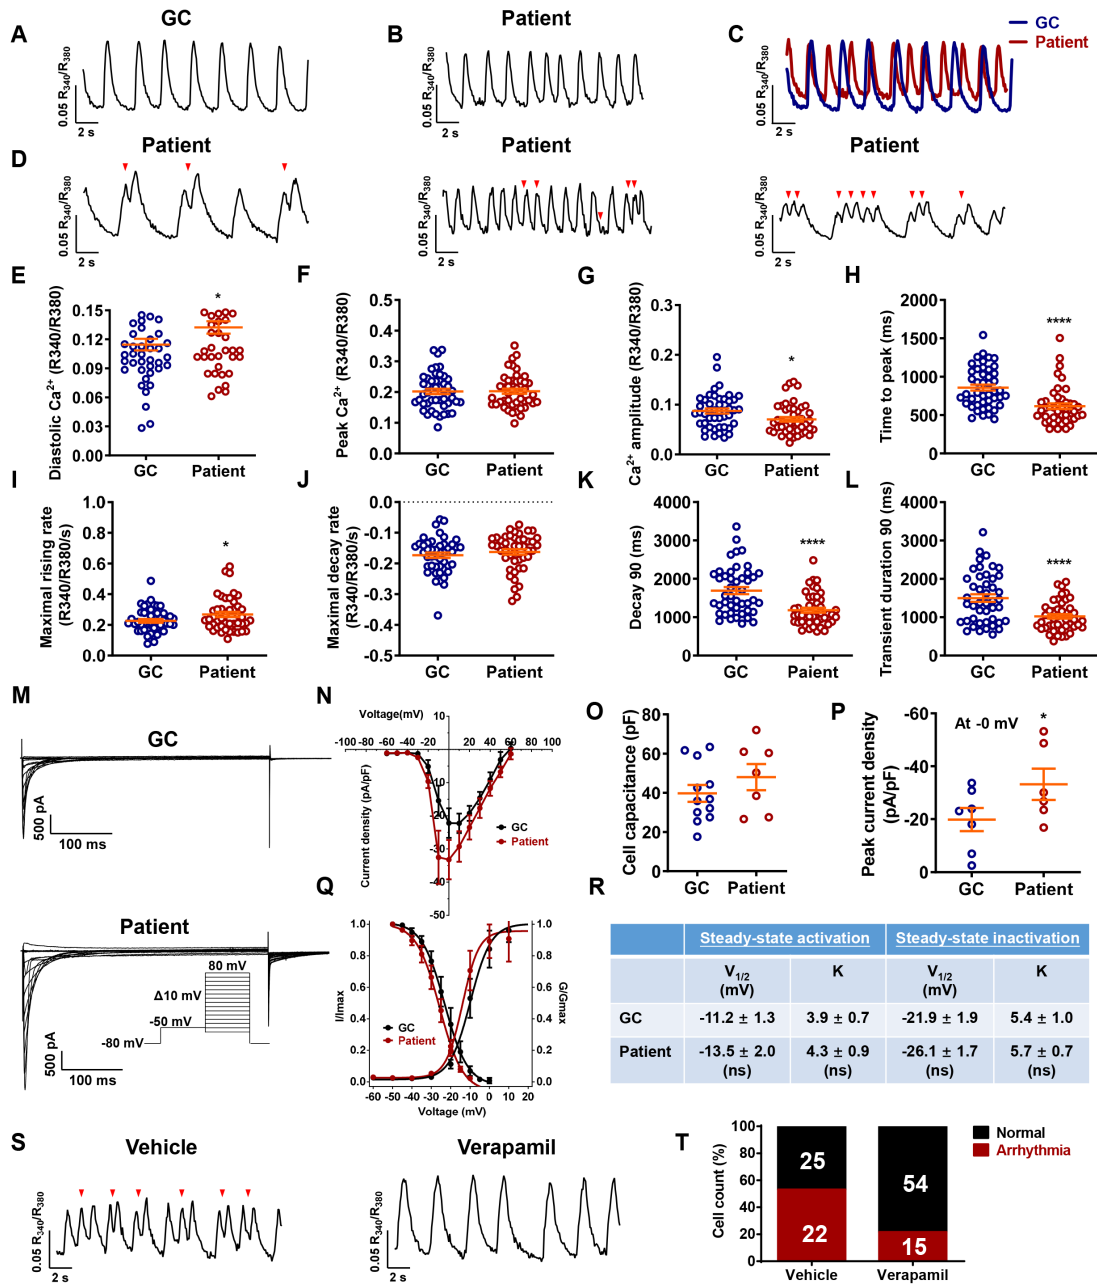 A
GC
0.05 R340/R380
2 s
B
Patient
0.05 R340/R380
2 s
C
GC
Patient
0.05 R340/R380
2 s
D
Patient
0.05 R340/R380
2 s
Patient
0.05 R340/R380
2 s
Patient
0.05 R340/R380
2 s
E
Diastolic Ca2+ (R340/R380)
0.15
0.12
0.09
0.06
0.03
0.00
*
GC
Patient
F
Peak Ca2+ (R340/R380)
0.5
0.4
0.3
0.2
0.1
0.0
GC
Patient
G
Ca2+ amplitude (R340/R380)
0.3
0.2
0.1
0.0
*
GC
Patient
H
Time to peak (ms)
2000
1500
1000
500
0
****
GC
Patient
I
Maximal rising rate
(R340/R380/s)
1.0
0.8
0.6
0.4
0.2
0.0
*
GC
Patient
J
Maximal decay rate
(R340/R380/s)
0.0
-0.1
-0.2
-0.3
-0.4
-0.5
GC
Patient
K
Decay 90 (ms)
4000
3000
2000
1000
0
****
GC
Patient
L
Transient duration 90 (ms)
4000
3000
2000
1000
0
****
GC
Patient
M
GC
500 pA
100 ms
Patient
80 mV
Δ10 mV
-50 mV
-80 mV
500 pA
100 ms
N
Voltage(mV)
10
-100 -80 -60 -40 -20
20 40 60 80 100
-10
-20
-30
-40
-50
Current density (pA/pF)
GC
Patient
O
Cell capacitance (pF)
80
60
40
20
0
GC
Patient
P
Peak current density
(pA/pF)
At -0 mV
*
-60
-40
-20
0
GC
Patient
Q
I/Imax
1.0
0.8
0.6
0.4
0.2
0.0
GC
Patient
G/Gmax
1.0
0.8
0.6
0.4
0.2
0.0
-60 -50 -40 -30 -20 -10 0 10 20
Voltage (mV)
R
Steady-state activation
Steady-state inactivation
V1/2 (mV)
K
V1/2 (mV)
K
GC
-11.2 ± 1.3
3.9 ± 0.7
-21.9 ± 1.9
5.4 ± 1.0
Patient
-13.5 ± 2.0 (ns)
4.3 ± 0.9 (ns)
-26.1 ± 1.7 (ns)
5.7 ± 0.7 (ns)
S
Vehicle
0.05 R340/R380
2 s
Verapamil
0.05 R340/R380
2 s
T
Cell count (%)
100
80
60
40
20
0
25
22
54
15
Vehicle
Verapamil
Normal
Arrhythmia